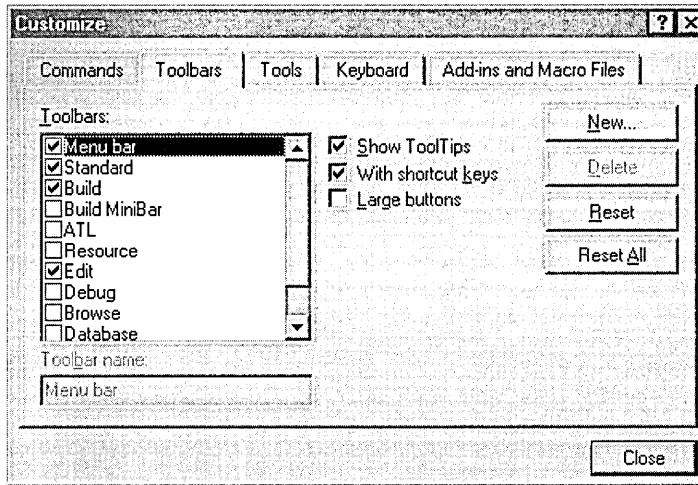 Customize
Commands Toolbars Tools Keyboard Add-ins and Macro Files
Toolbars:
Menu bar
Standard
Build
Build MiniBar
ATL
Resource
Edit
Debug
Browse
Database
Toolbar name:
Menu bar
Show ToolTips
With shortcut keys
Large buttons
New...
Delete
Reset
Reset All
Close